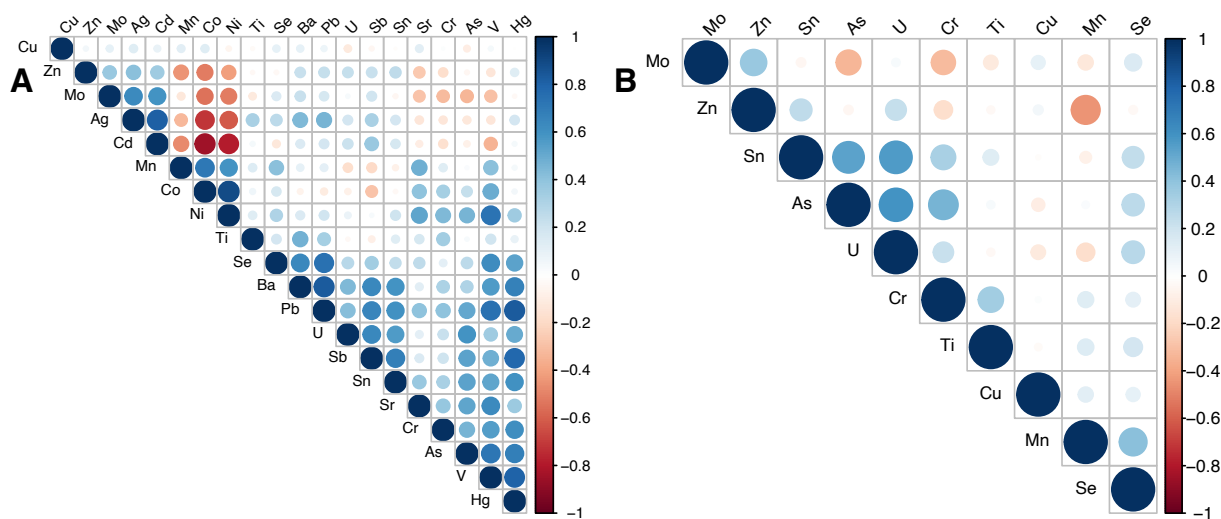 A
Cu Zn Mo Ag Cd Mn Co Ni Ti Se Ba Pb U Sb Sn Sr Cr As V Hg
Cu
Zn
Mo
Ag
Cd
Mn
Co
Ni
Ti
Se
Ba
Pb
U
Sb
Sn
Sr
Cr
As
V
Hg
1
0.8
0.6
0.4
0.2
0
−0.2
−0.4
−0.6
−0.8
−1
B
Mo Zn Sn As U Cr Ti Cu Mn Se
Mo
Zn
Sn
As
U
Cr
Ti
Cu
Mn
Se
1
0.8
0.6
0.4
0.2
0
−0.2
−0.4
−0.6
−0.8
−1